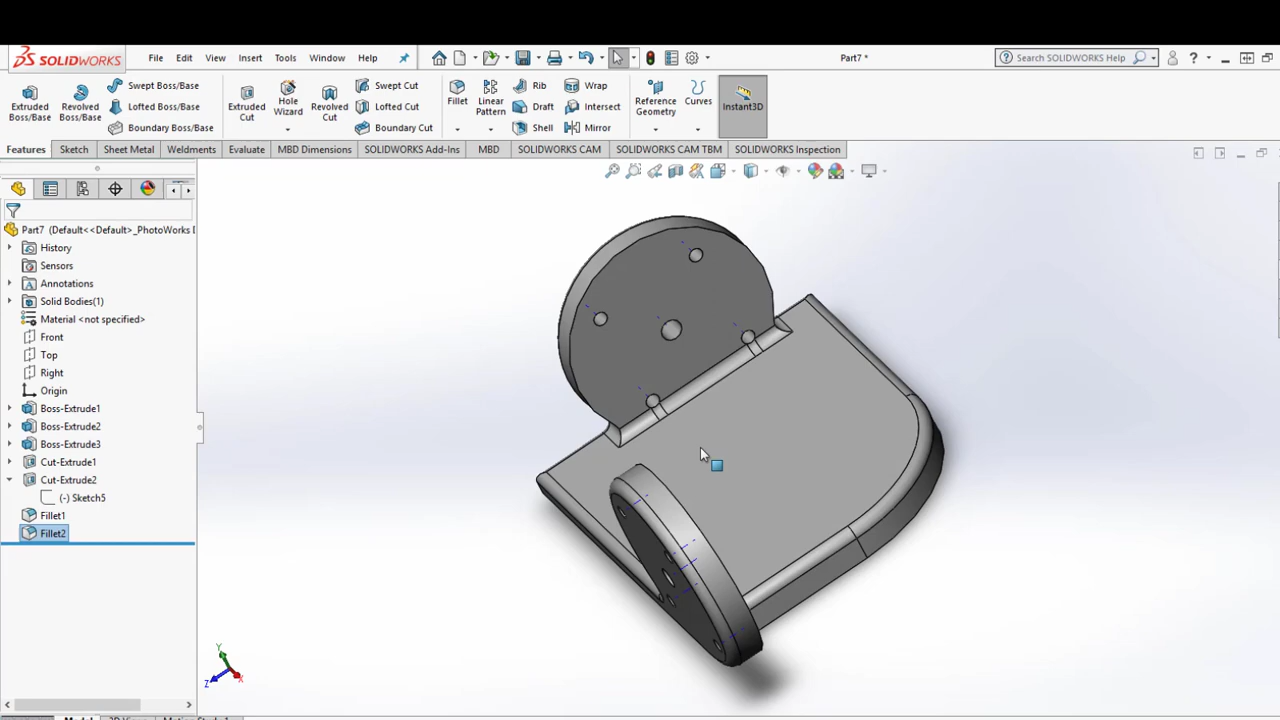 SOLIDWORKS File Edit View Insert Tools Window Help Part7 * Search SOLIDWORKS Help ?
Extruded Boss/Base
Revolved Boss/Base
Swept Boss/Base
Lofted Boss/Base
Boundary Boss/Base
Extruded Cut
Hole Wizard
Revolved Cut
Swept Cut
Lofted Cut
Boundary Cut
Fillet
Linear Pattern
Rib
Draft
Shell
Wrap
Intersect
Mirror
Reference Geometry
Curves
Instant3D
Features Sketch Sheet Metal Weldments Evaluate MBD Dimensions SOLIDWORKS Add-Ins MBD SOLIDWORKS CAM SOLIDWORKS CAM TBM SOLIDWORKS Inspection
Part7 (Default<<Default>_PhotoWorks D
History
Sensors
Annotations
Solid Bodies(1)
Material <not specified>
Front
Top
Right
Origin
Boss-Extrude1
Boss-Extrude2
Boss-Extrude3
Cut-Extrude1
Cut-Extrude2
(-) Sketch5
Fillet1
Fillet2
Y
Z
X